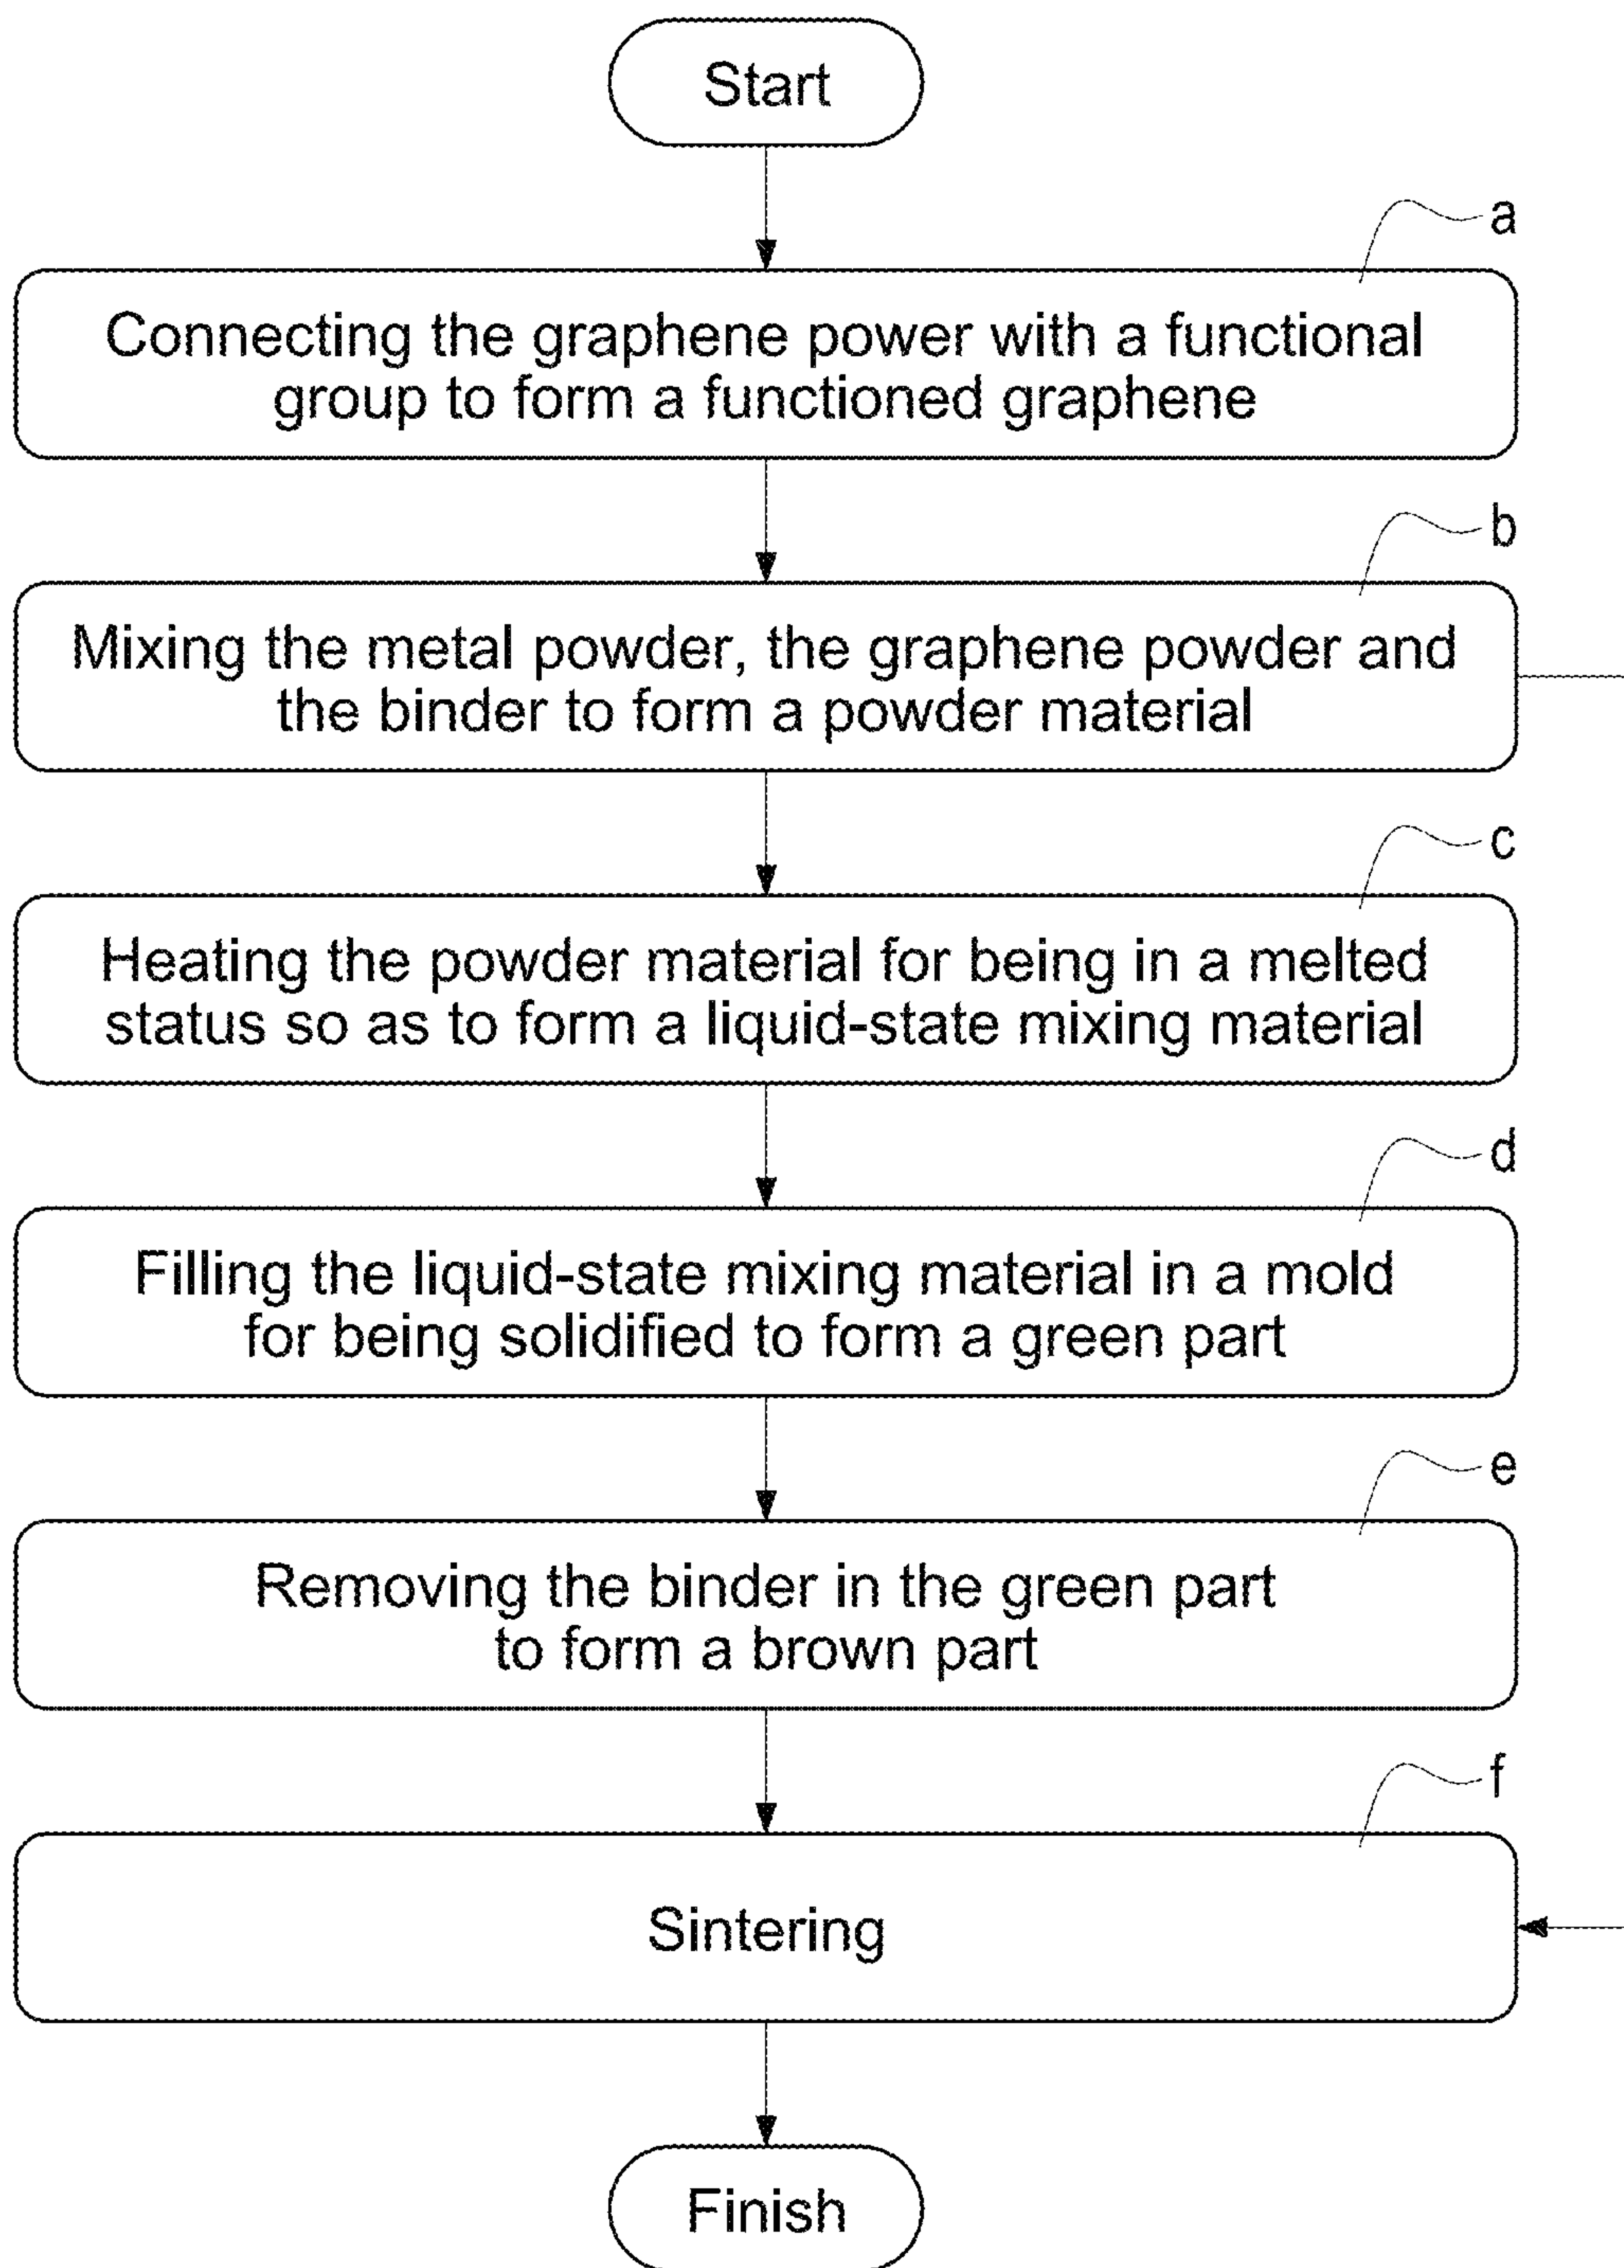 Start
a
Connecting the graphene power with a functional
group to form a functioned graphene
b
Mixing the metal powder, the graphene powder and
the binder to form a powder material
c
Heating the powder material for being in a melted
status so as to form a liquid-state mixing material
d
Filling the liquid-state mixing material in a mold
for being solidified to form a green part
e
Removing the binder in the green part
to form a brown part
f
Sintering
Finish